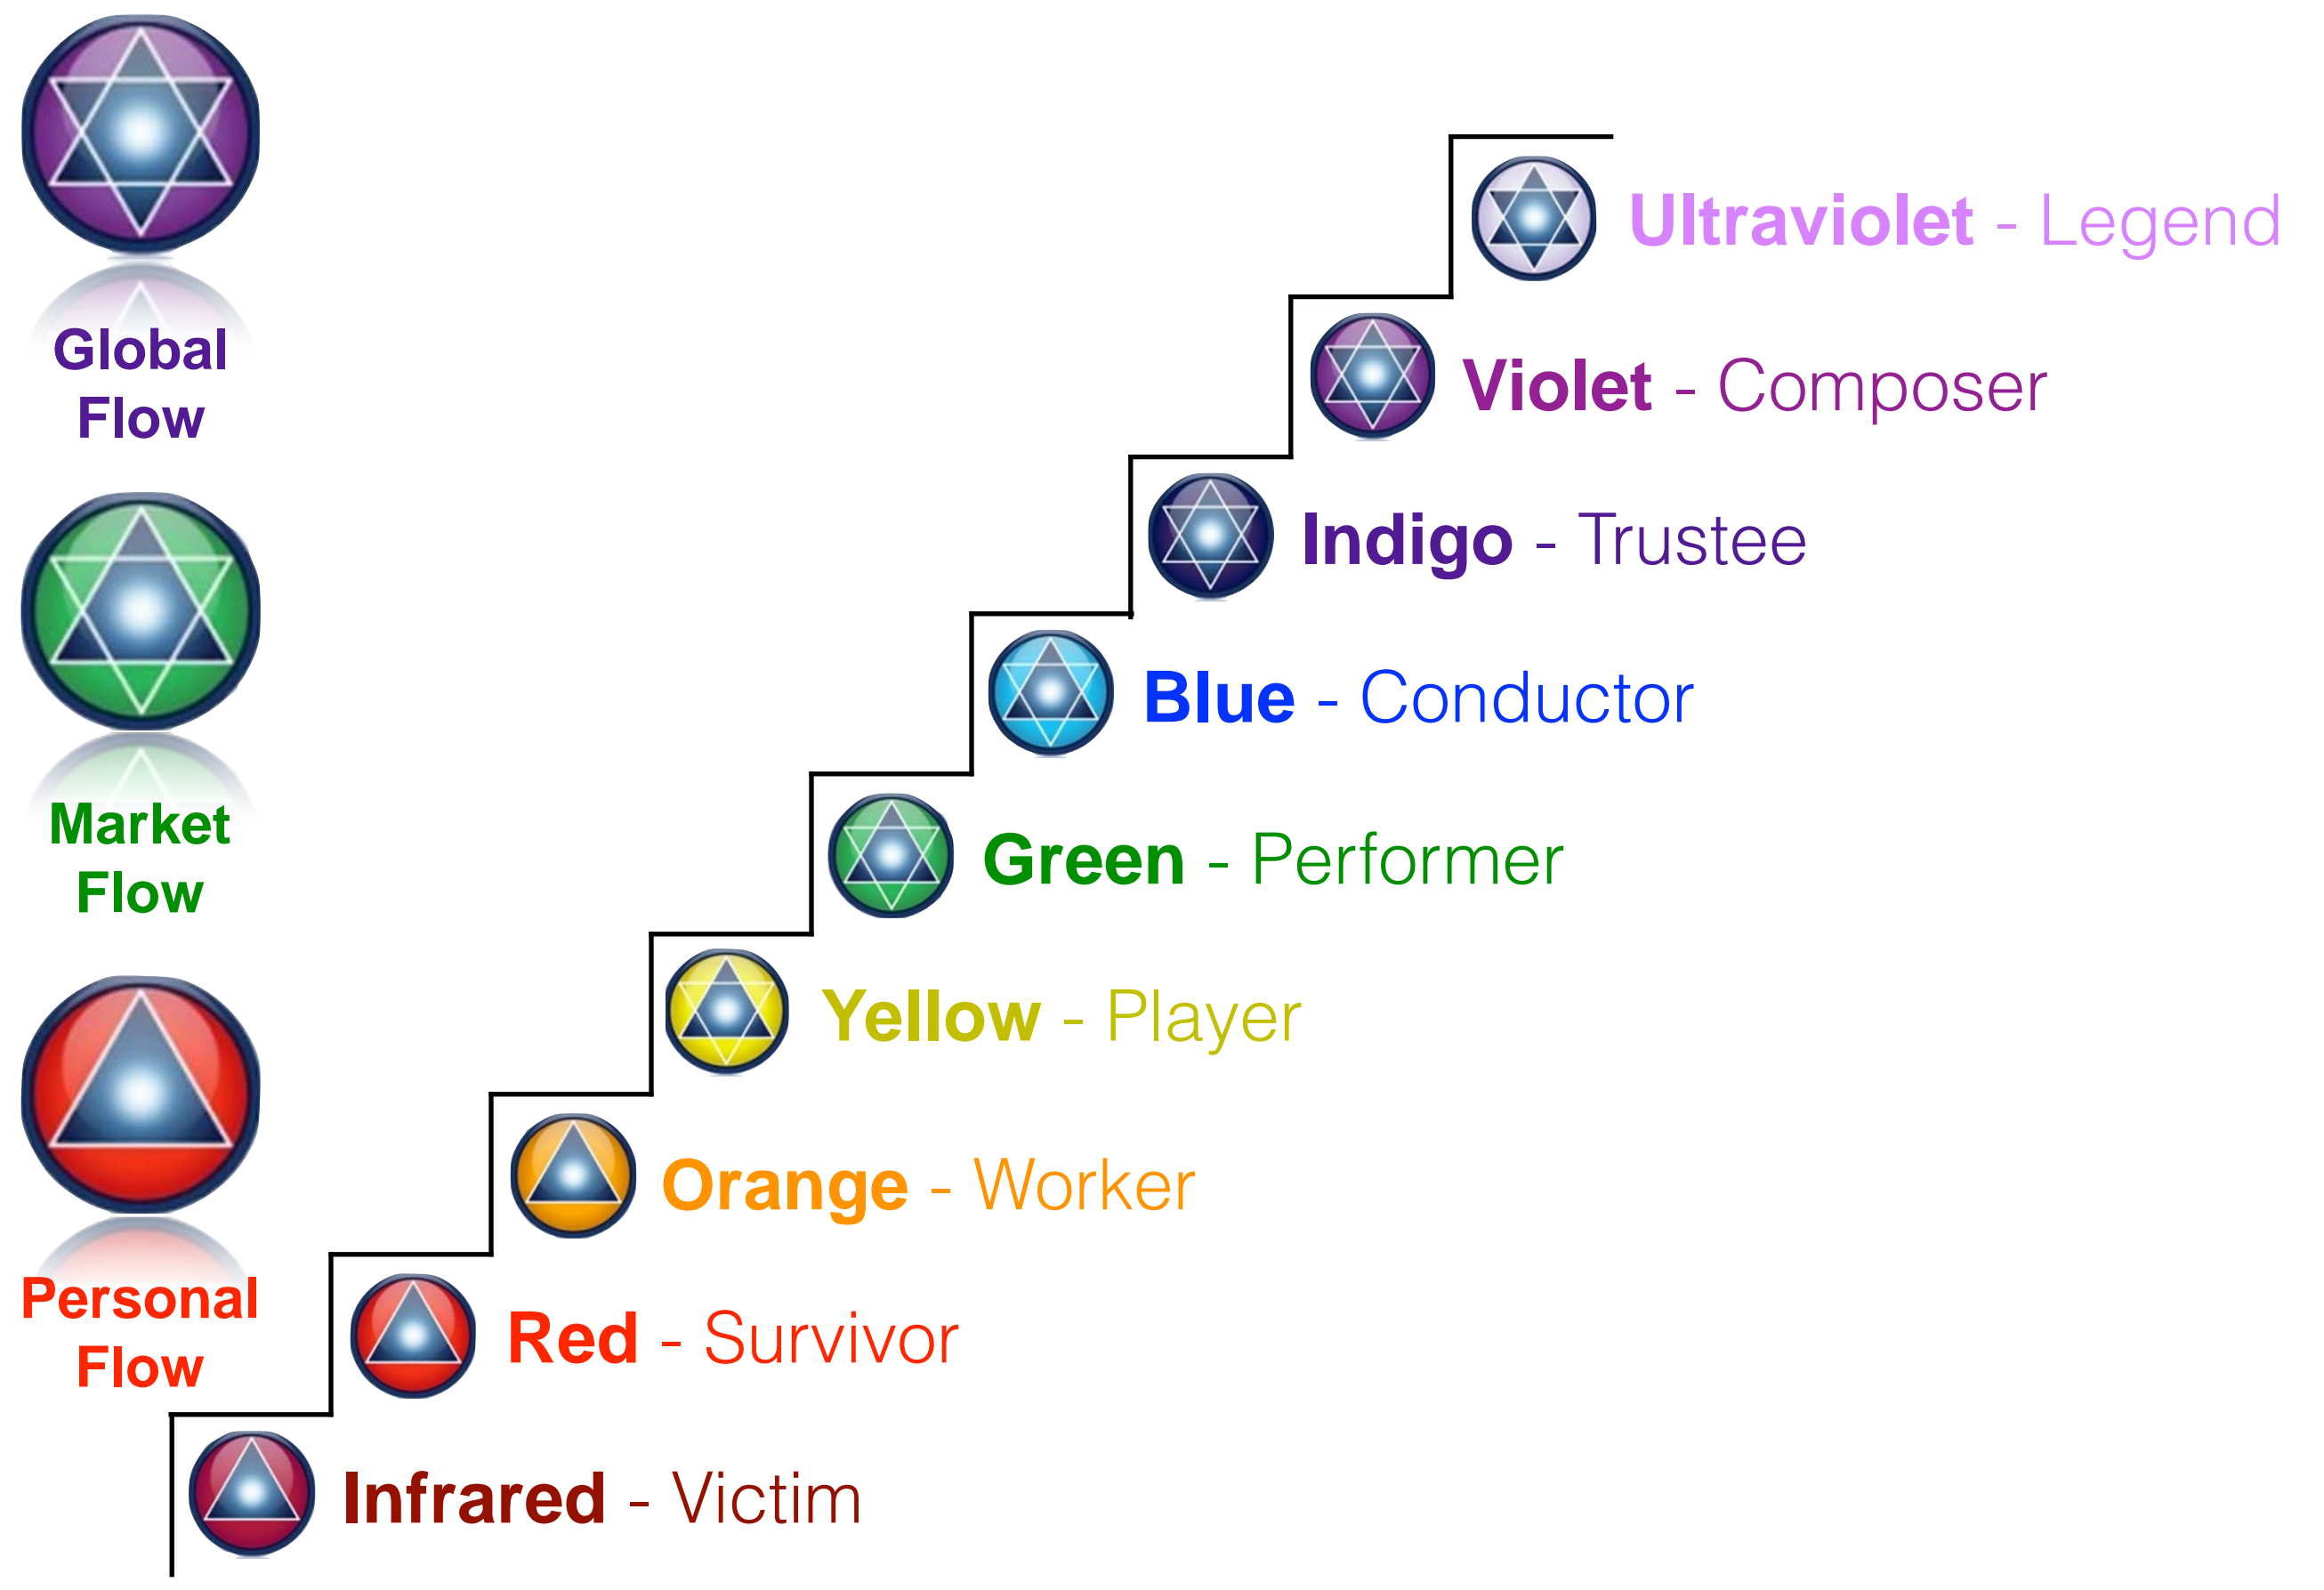 Global
Flow
Market
Flow
Personal
Flow
Ultraviolet - Legend
Violet - Composer
Indigo - Trustee
Blue - Conductor
Green - Performer
Yellow - Player
Orange - Worker
Red - Survivor
Infrared - Victim